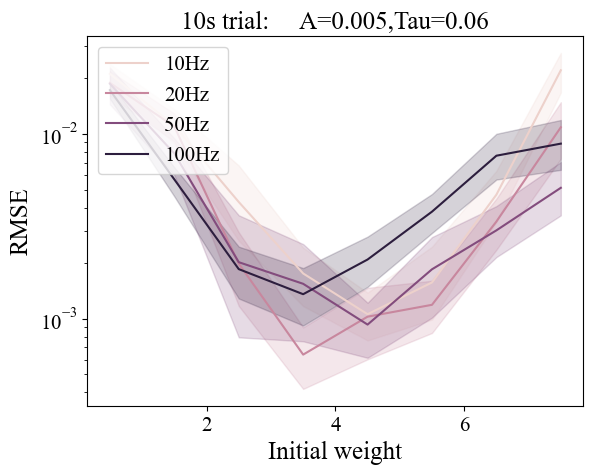 10s trial: A=0.005,Tau=0.06
10Hz
20Hz
50Hz
100Hz
10⁻²
10⁻³
RMSE
2 4 6
Initial weight